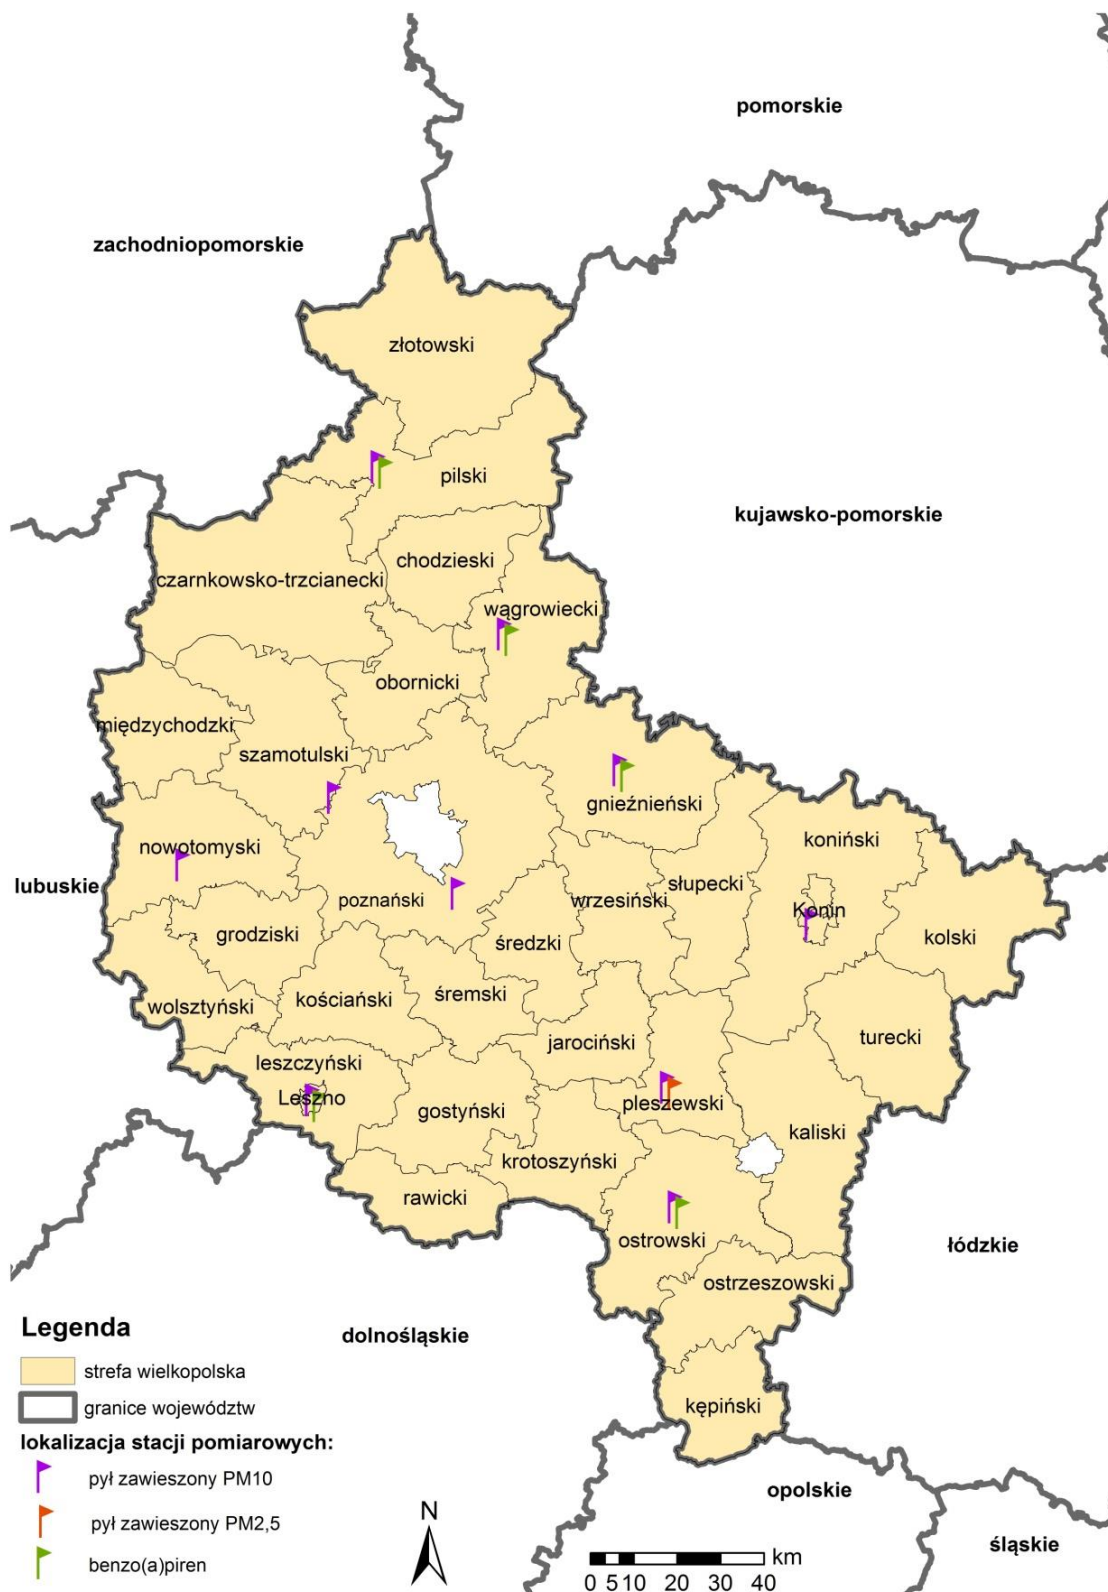 pomorskie
zachodniopomorskie
złotowski
pilski
kujawsko-pomorskie
chodzieski
czarnkowsko-trzcianecki
wągrowiecki
obornicki
międzychodzki
szamotulski
gnieźnieński
koniński
nowotomyski
lubuskie
słupecki
poznański
wrzesiński
Konin
grodziski
średzki
kolski
wolsztyński
kościański
śremski
jarociński
turecki
leszczyński
Leszno
gostyński
pleszewski
kaliski
krotoszyński
rawicki
ostrowski
łódzkie
ostrzeszowski
dolnośląskie
kępiński
opolskie
śląskie
Legenda
strefa wielkopolska
granice województw
lokalizacja stacji pomiarowych:
pył zawieszony PM10
pył zawieszony PM2,5
benzo(a)piren
N
km
0 5 10 20 30 40